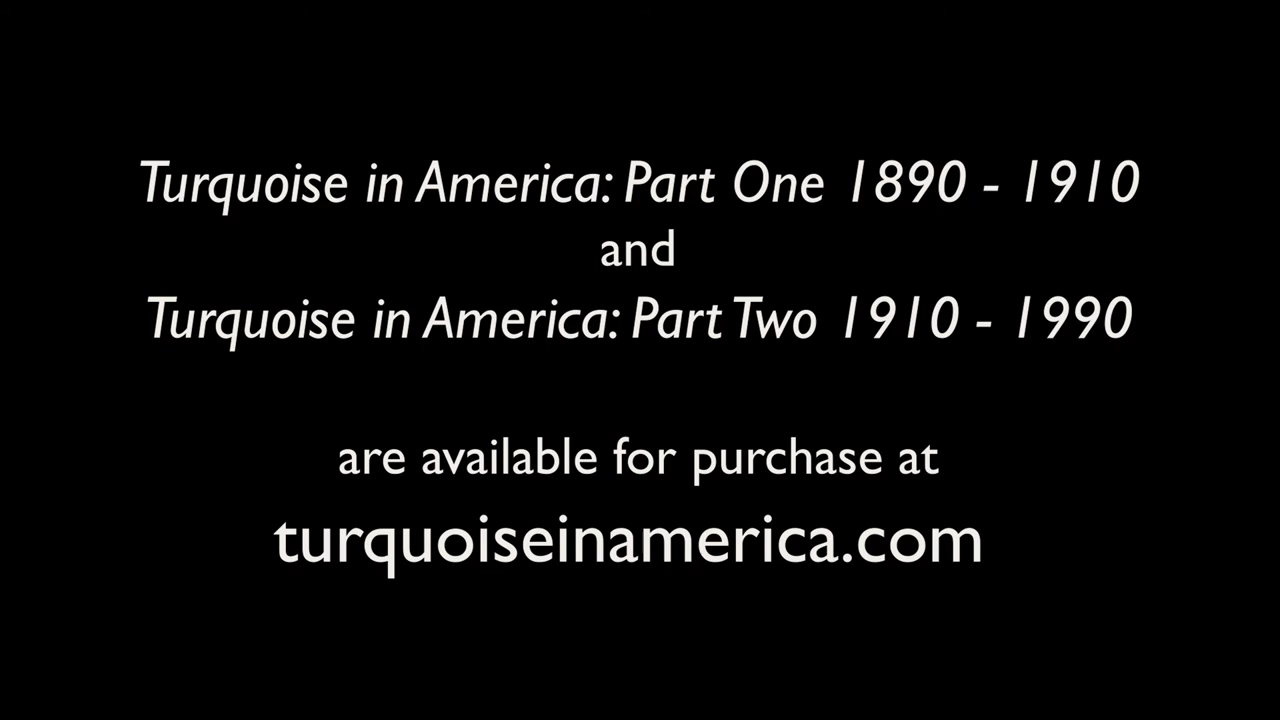 Turquoise in America: Part One 1890 - 1910
and
Turquoise in America: Part Two 1910 - 1990
are available for purchase at
turquoiseinamerica.com